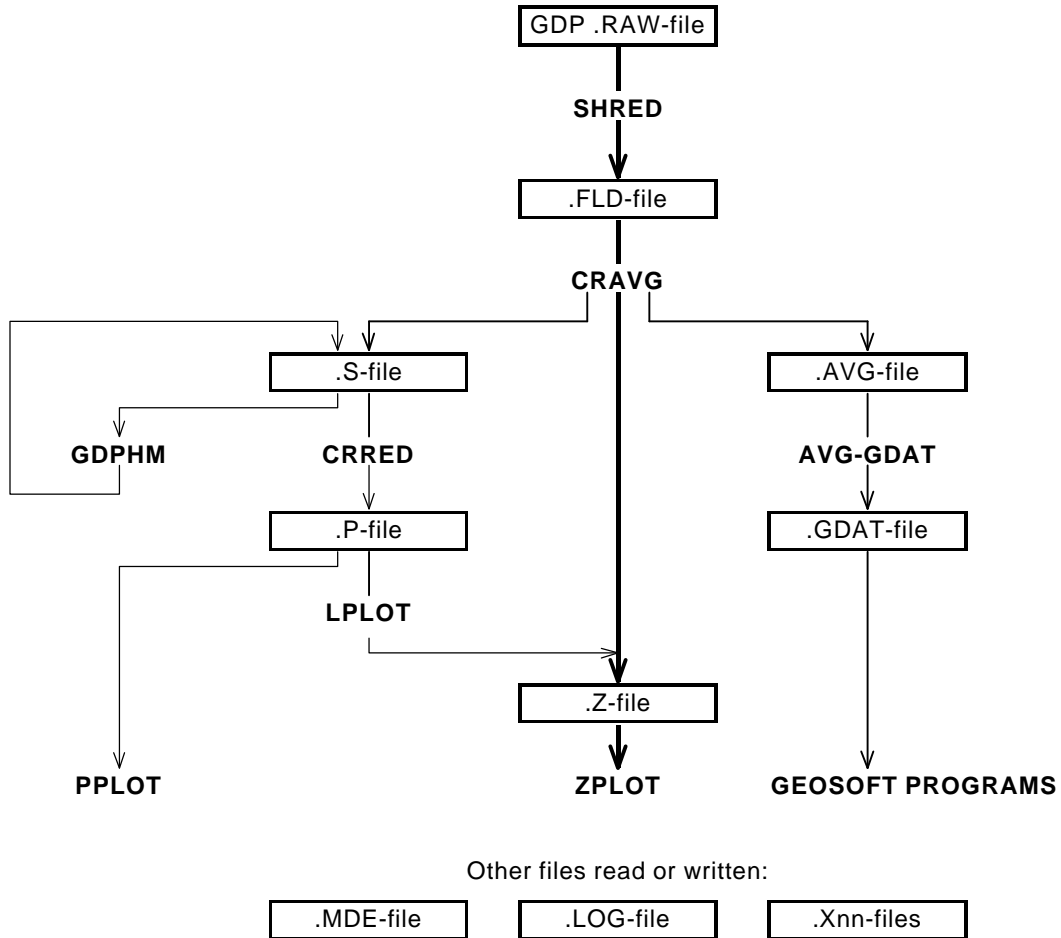 GDP .RAW-file
SHRED
.FLD-file
CRAVG
.S-file
.AVG-file
GDPHM
CRRED
AVG-GDAT
.P-file
.GDAT-file
LPLOT
.Z-file
PPLOT
ZPLOT
GEOSOFT PROGRAMS
Other files read or written:
.MDE-file
.LOG-file
.Xnn-files